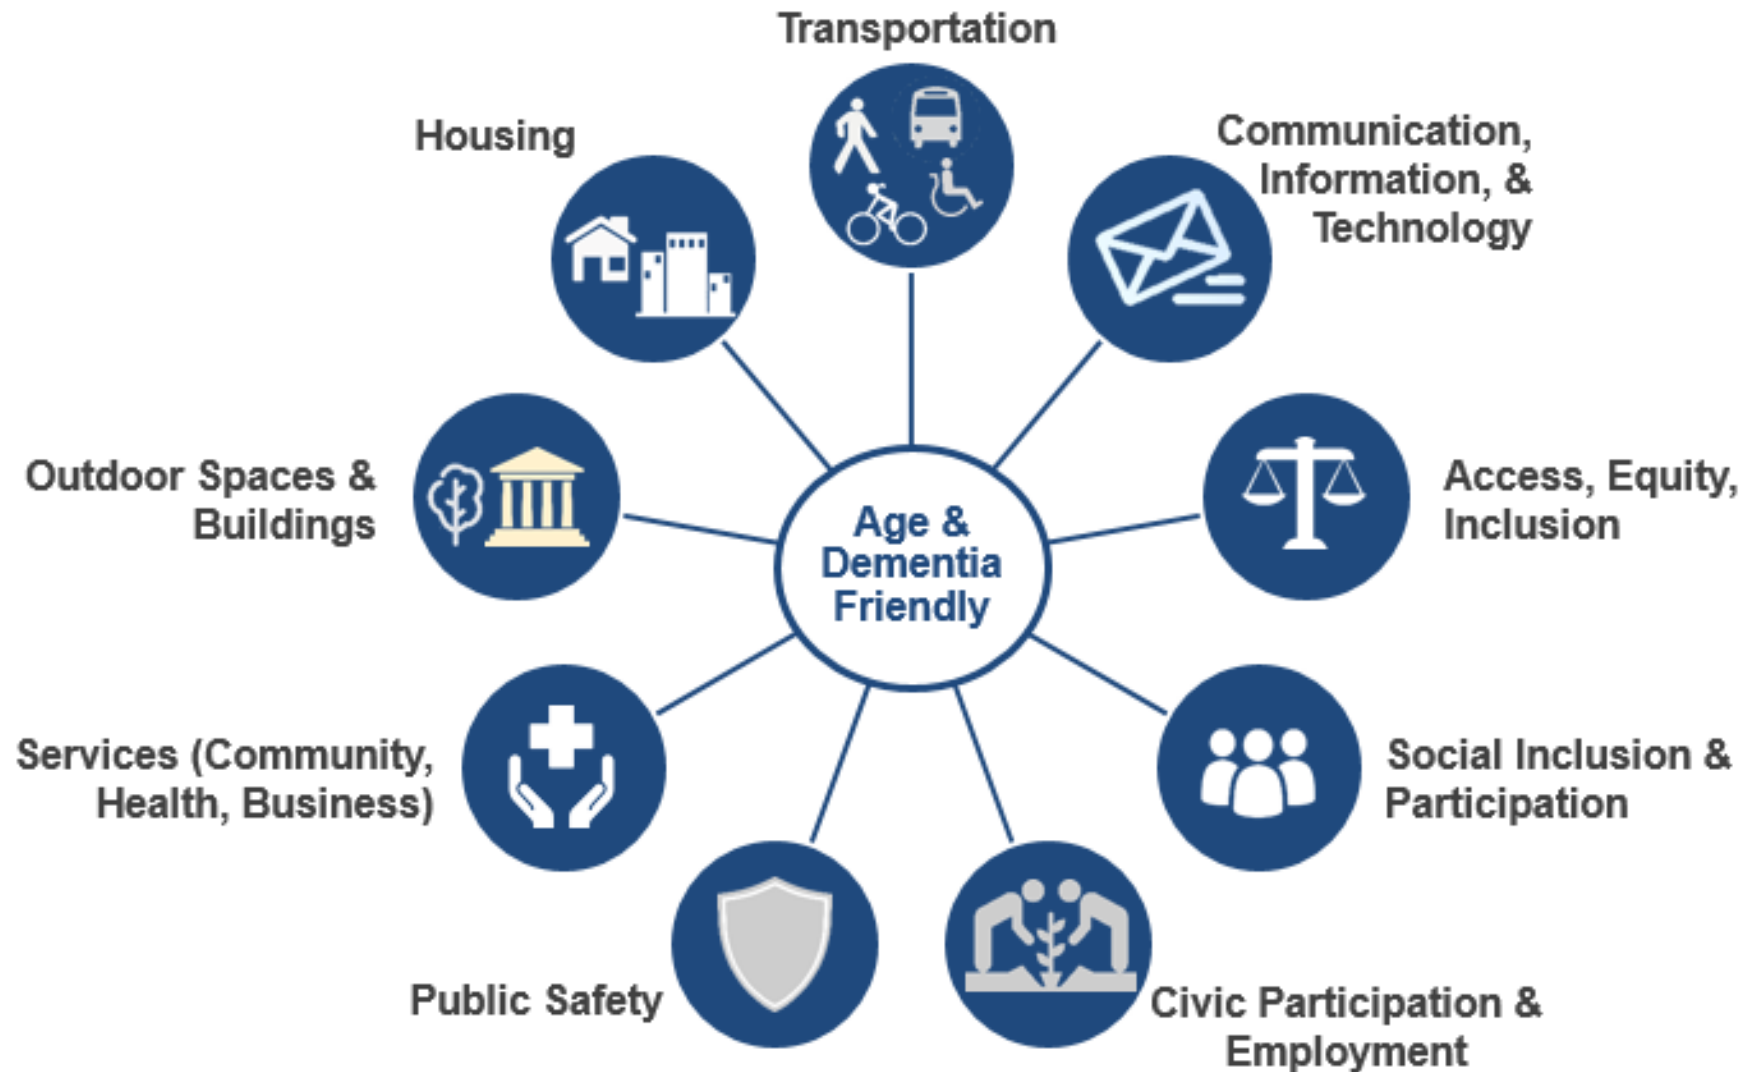 Transportation
Housing
Communication,
Information, &
Technology
Outdoor Spaces &
Buildings
Age &
Dementia
Friendly
Access, Equity,
Inclusion
Services (Community,
Health, Business)
Social Inclusion &
Participation
Public Safety
Civic Participation &
Employment